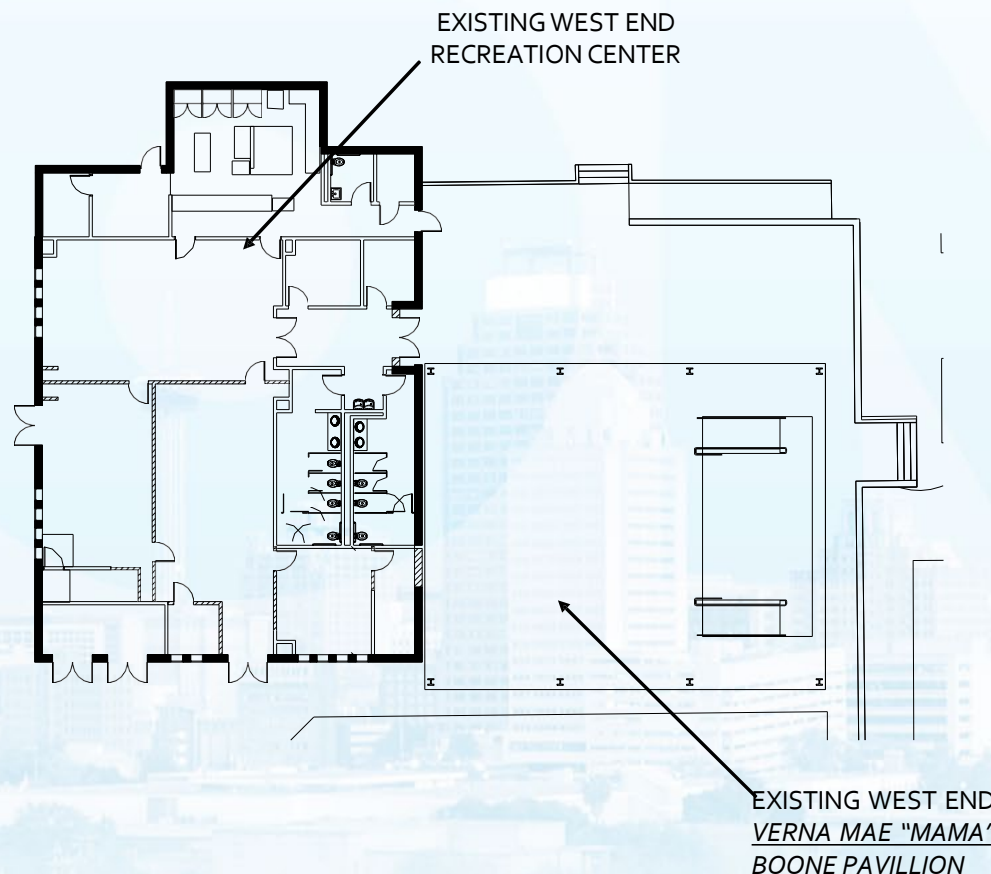 EXISTING WEST END
RECREATION CENTER
EXISTING WEST END
VERNA MAE “MAMA”
BOONE PAVILLION